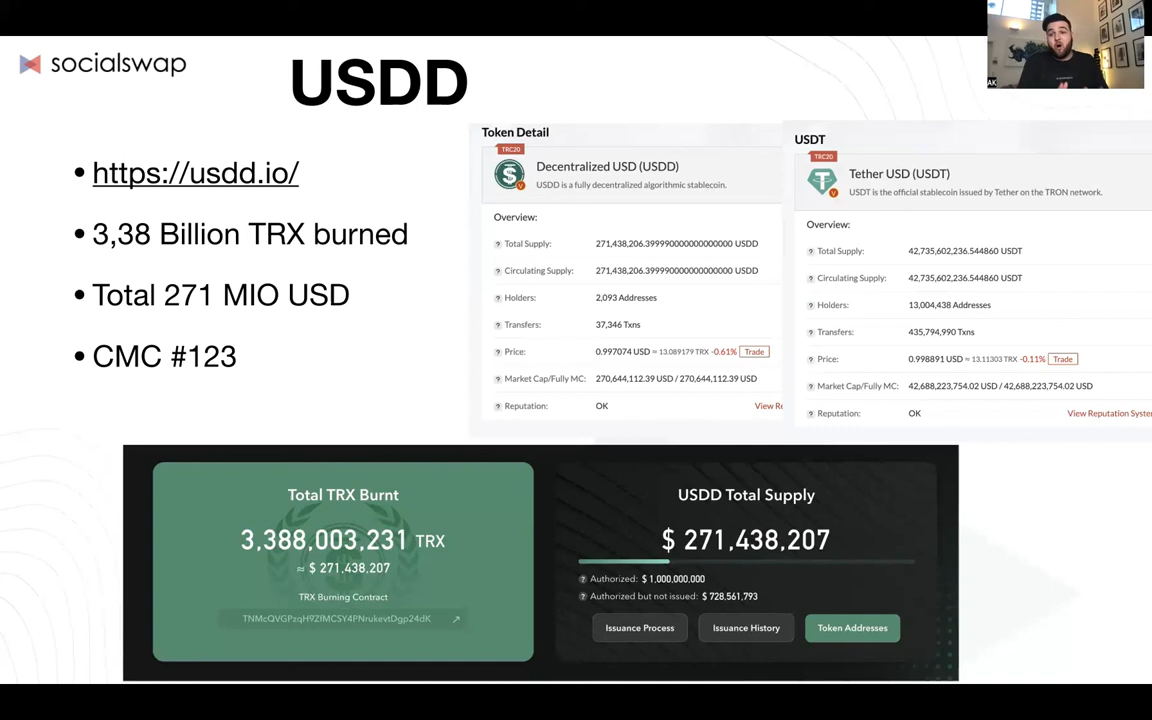 socialswap
USDD
• https://usdd.io/
• 3,38 Billion TRX burned
• Total 271 MIO USD
• CMC #123
Token Detail
TRC20
Decentralized USD (USDD)
USDD is a fully decentralized algorithmic stablecoin.
Overview:
Total Supply: 271,438,206.399990000000000000 USDD
Circulating Supply: 271,438,206.399990000000000000 USDD
Holders: 2,093 Addresses
Transfers: 37,346 Txns
Price: 0.997074 USD ≈ 13.089179 TRX -0.61% Trade
Market Cap/Fully MC: 270,644,112.39 USD / 270,644,112.39 USD
Reputation: OK View Re
USDT
TRC20
Tether USD (USDT)
USDT is the official stablecoin issued by Tether on the TRON network.
Overview:
Total Supply: 42,735,602,236.544860 USDT
Circulating Supply: 42,735,602,236.544860 USDT
Holders: 13,004,438 Addresses
Transfers: 435,794,990 Txns
Price: 0.998891 USD ≈ 13.11303 TRX -0.11% Trade
Market Cap/Fully MC: 42,688,223,754.02 USD / 42,688,223,754.02 USD
Reputation: OK View Reputation Syste
AK
Total TRX Burnt
3,388,003,231 TRX
≈ $ 271,438,207
TRX Burning Contract
TNMcQVGPzqH9ZfMCSY4PNrukevtDgp24dK
USDD Total Supply
$ 271,438,207
Authorized: $ 1,000,000,000
Authorized but not issued: $ 728,561,793
Issuance Process
Issuance History
Token Addresses